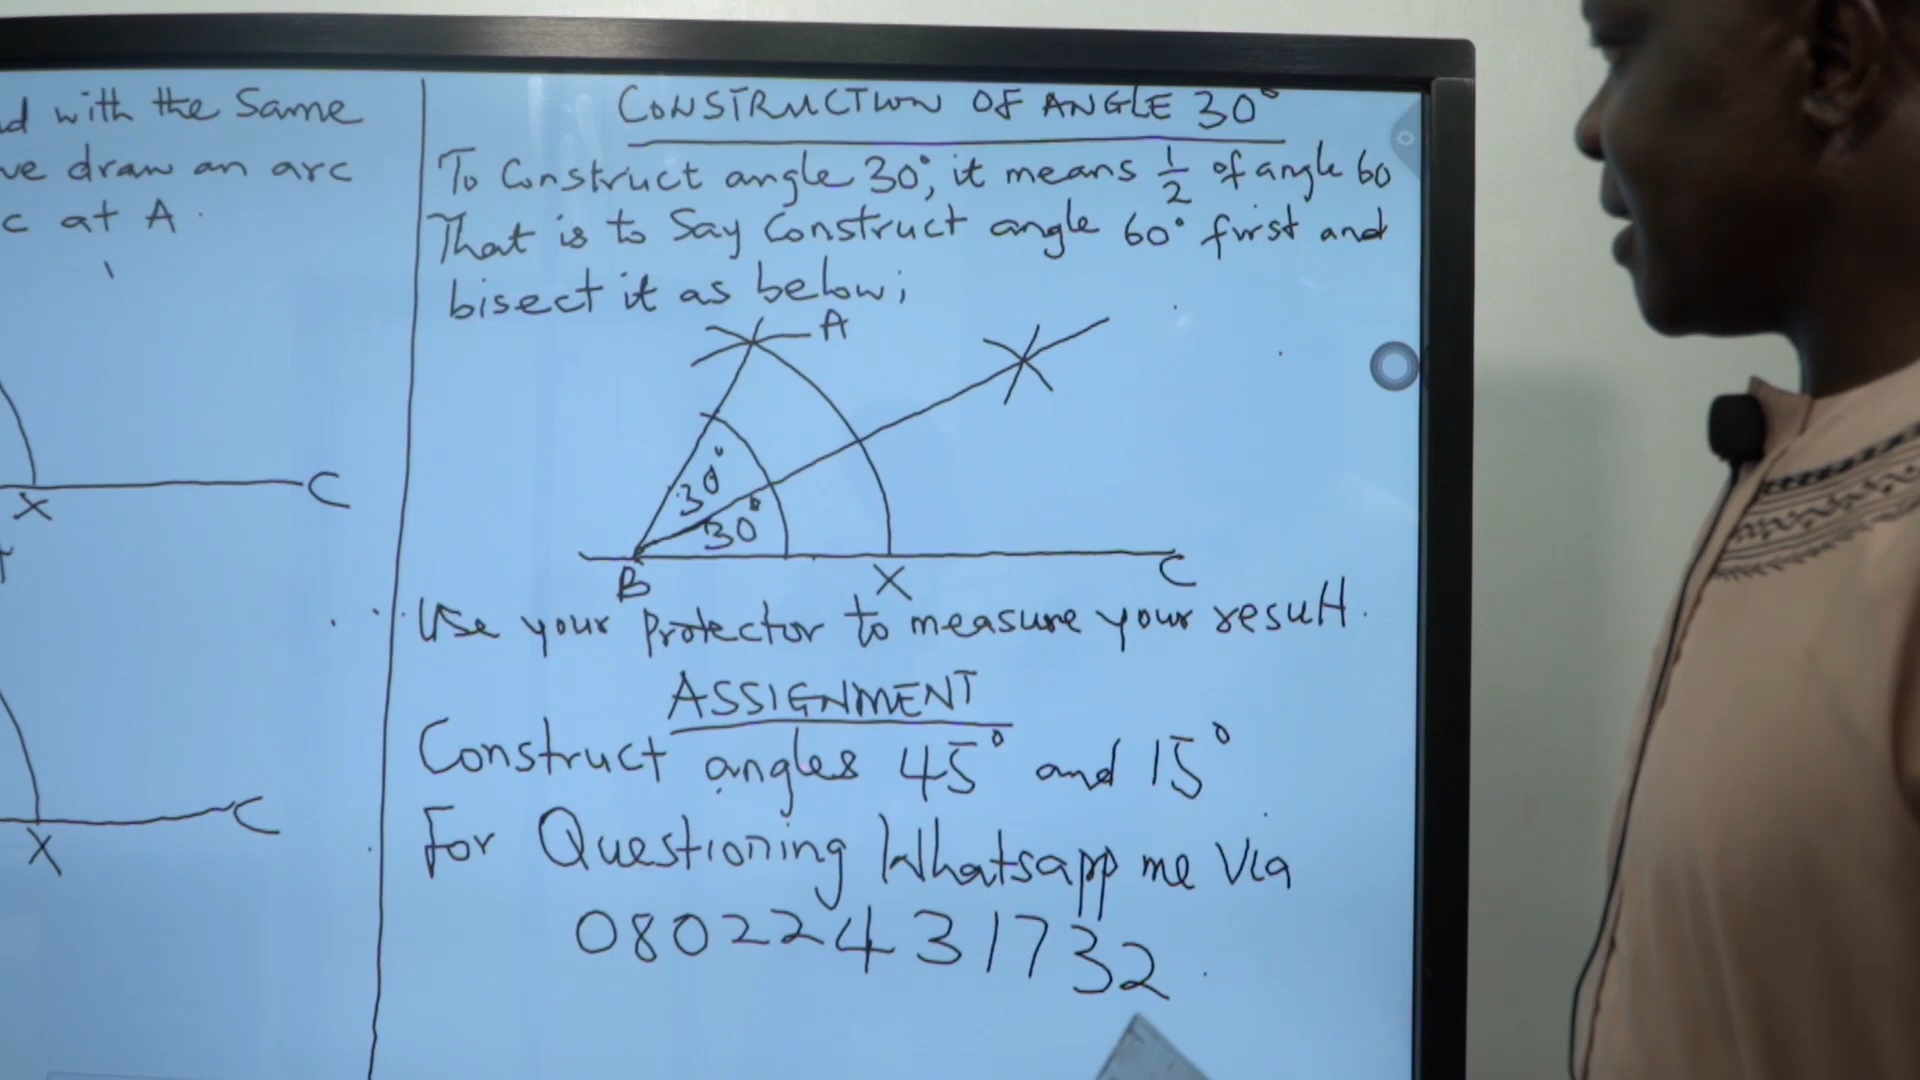 d with the Same
ve draw an arc
c at A.
X
C
X
C
CONSTRUCTION OF ANGLE 30°
To Construct angle 30°, it means 1/2 of angle 60
That is to Say Construct angle 60° first and
bisect it as below;
A
30°
30°
B
X
C
Use your Protector to measure your result.
ASSIGNMENT
Construct angles 45° and 15°
For Questioning Whatsapp me Via
08022431732.